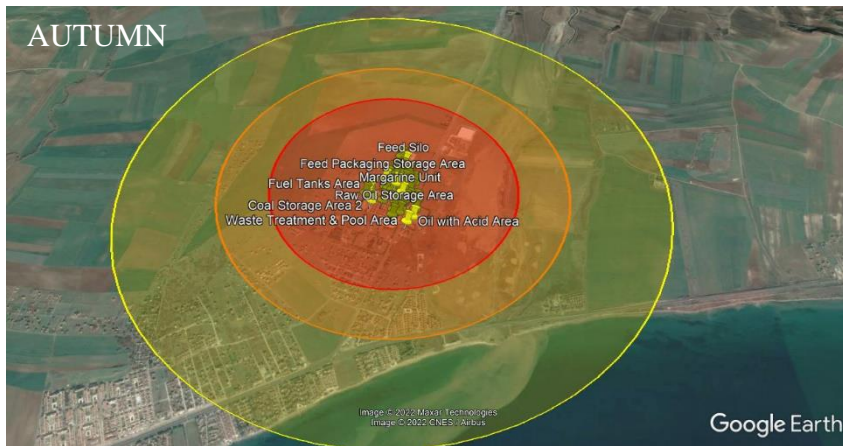 AUTUMN
Feed Silo
Feed Packaging Storage Area
Margarine Unit
Fuel Tanks Area
Raw Oil Storage Area
Coal Storage Area 2
Waste Treatment & Pool Area
Oil with Acid Area
Image © 2022 Maxar Technologies
Image © 2022 CNES / Airbus
Google Earth